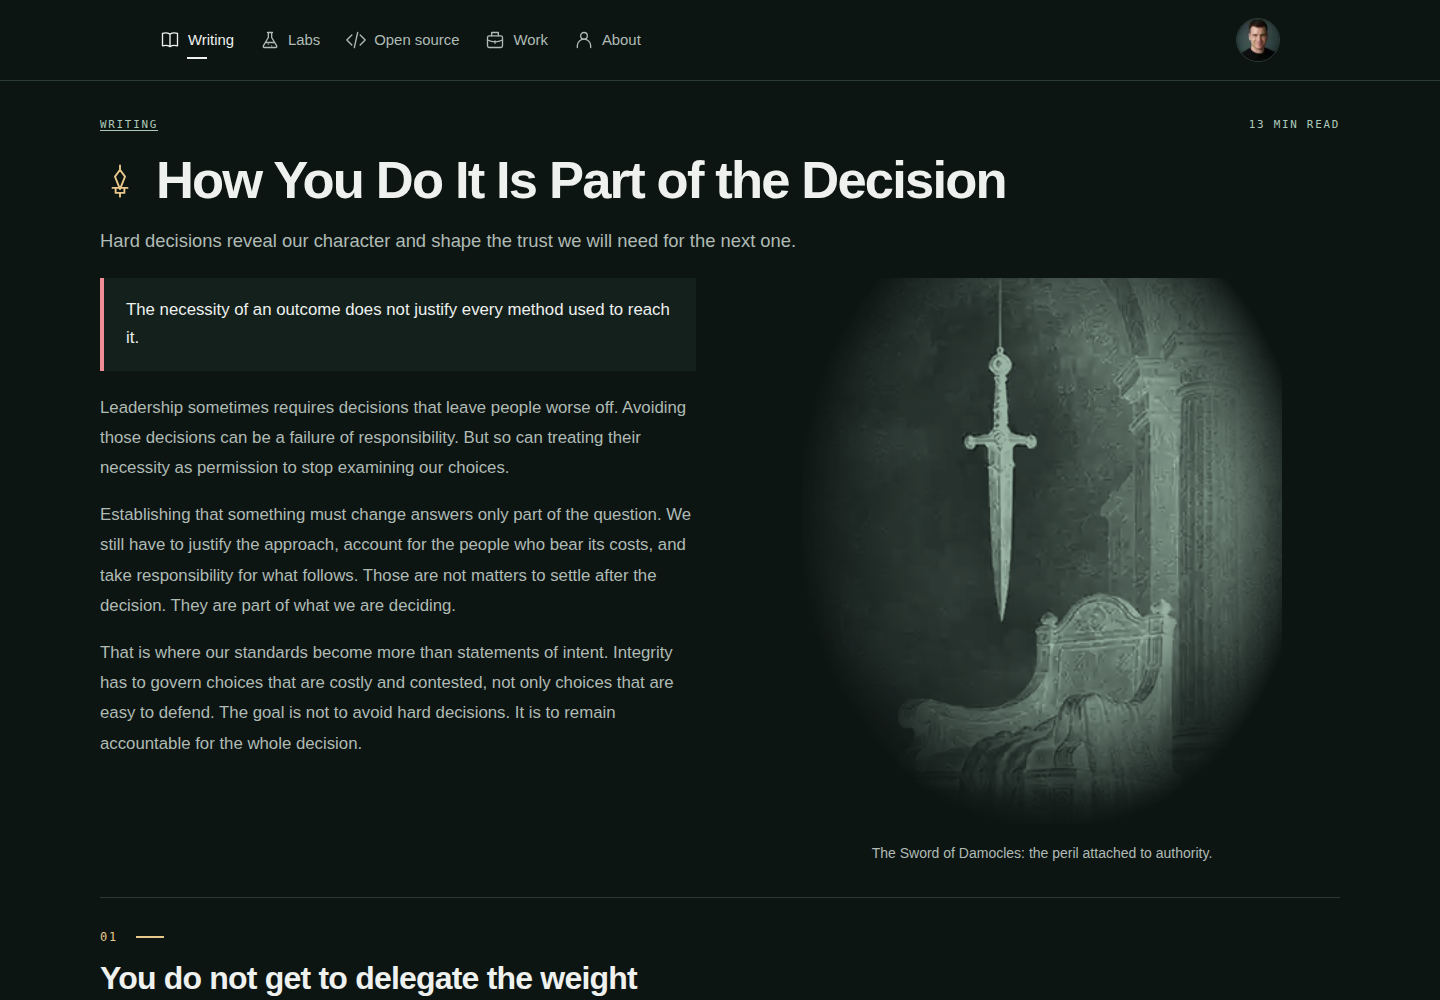 Writing
Labs
Open source
Work
About
WRITING
13 MIN READ
How You Do It Is Part of the Decision
Hard decisions reveal our character and shape the trust we will need for the next one.
The necessity of an outcome does not justify every method used to reach
it.
Leadership sometimes requires decisions that leave people worse off. Avoiding
those decisions can be a failure of responsibility. But so can treating their
necessity as permission to stop examining our choices.
Establishing that something must change answers only part of the question. We
still have to justify the approach, account for the people who bear its costs, and
take responsibility for what follows. Those are not matters to settle after the
decision. They are part of what we are deciding.
That is where our standards become more than statements of intent. Integrity
has to govern choices that are costly and contested, not only choices that are
easy to defend. The goal is not to avoid hard decisions. It is to remain
accountable for the whole decision.
The Sword of Damocles: the peril attached to authority.
01
You do not get to delegate the weight